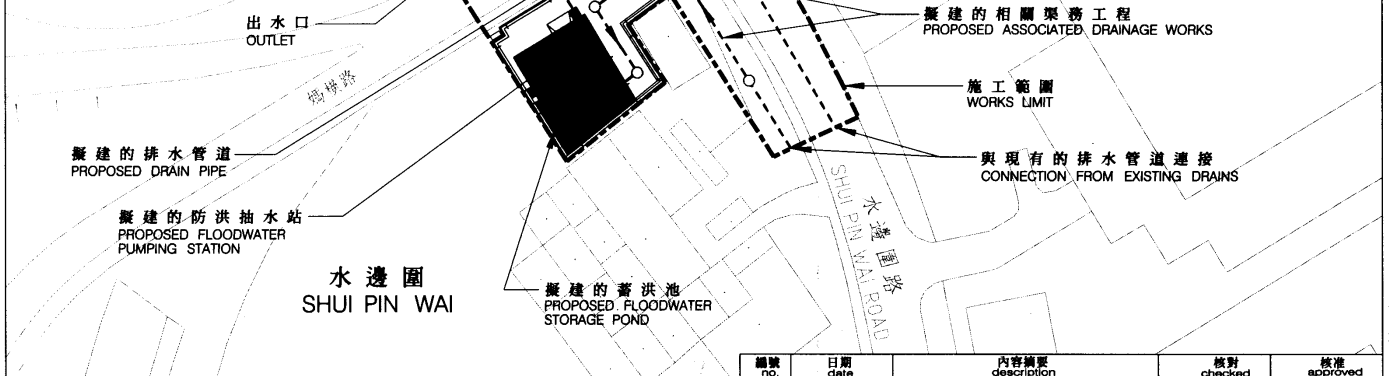 出水口
OUTLET
擬建的相關渠務工程
PROPOSED ASSOCIATED DRAINAGE WORKS
施工範圍
WORKS LIMIT
擬建的排水管道
PROPOSED DRAIN PIPE
與現有的排水管道連接
CONNECTION FROM EXISTING DRAINS
擬建的防洪抽水站
PROPOSED FLOODWATER
PUMPING STATION
水邊圍
SHUI PIN WAI
擬建的蓄洪池
PROPOSED FLOODWATER
STORAGE POND
水邊圍路
SHUI PIN WAI ROAD
編號 日期 內容摘要 核對 核准
no. date description checked approved